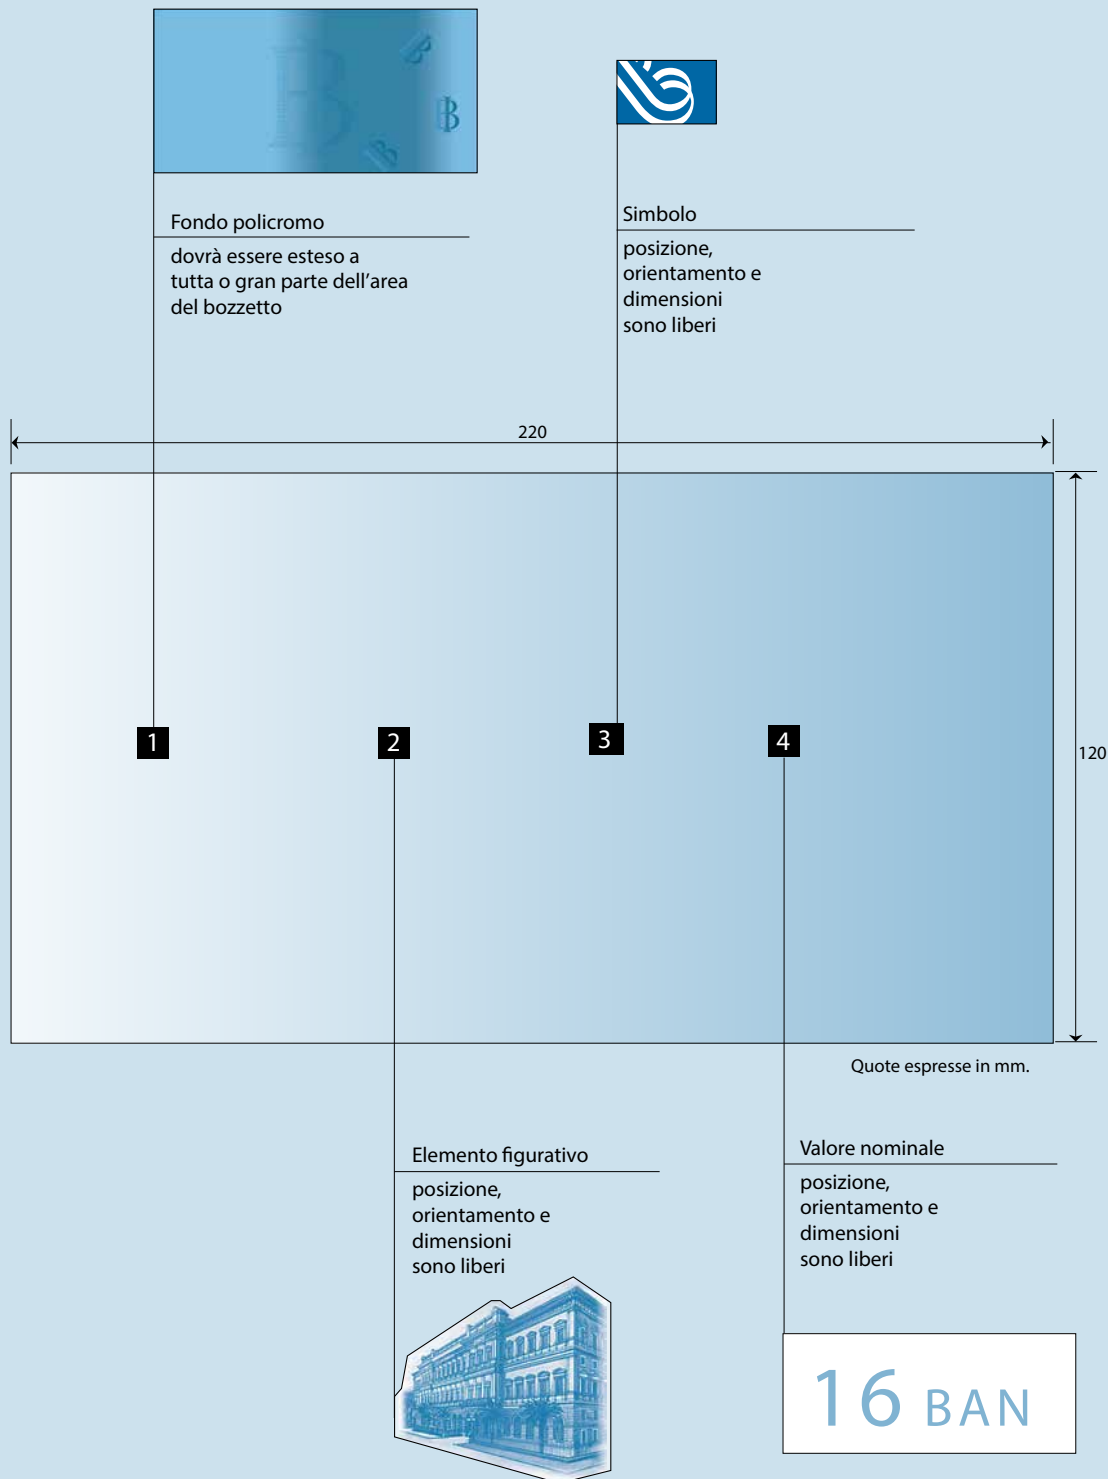 Fondo policromo
dovrà essere esteso a
tutta o gran parte dell'area
del bozzetto
Simbolo
posizione,
orientamento e
dimensioni
sono liberi
220
1
2
3
4
120
Quote espresse in mm.
Elemento figurativo
posizione,
orientamento e
dimensioni
sono liberi
Valore nominale
posizione,
orientamento e
dimensioni
sono liberi
16 BAN